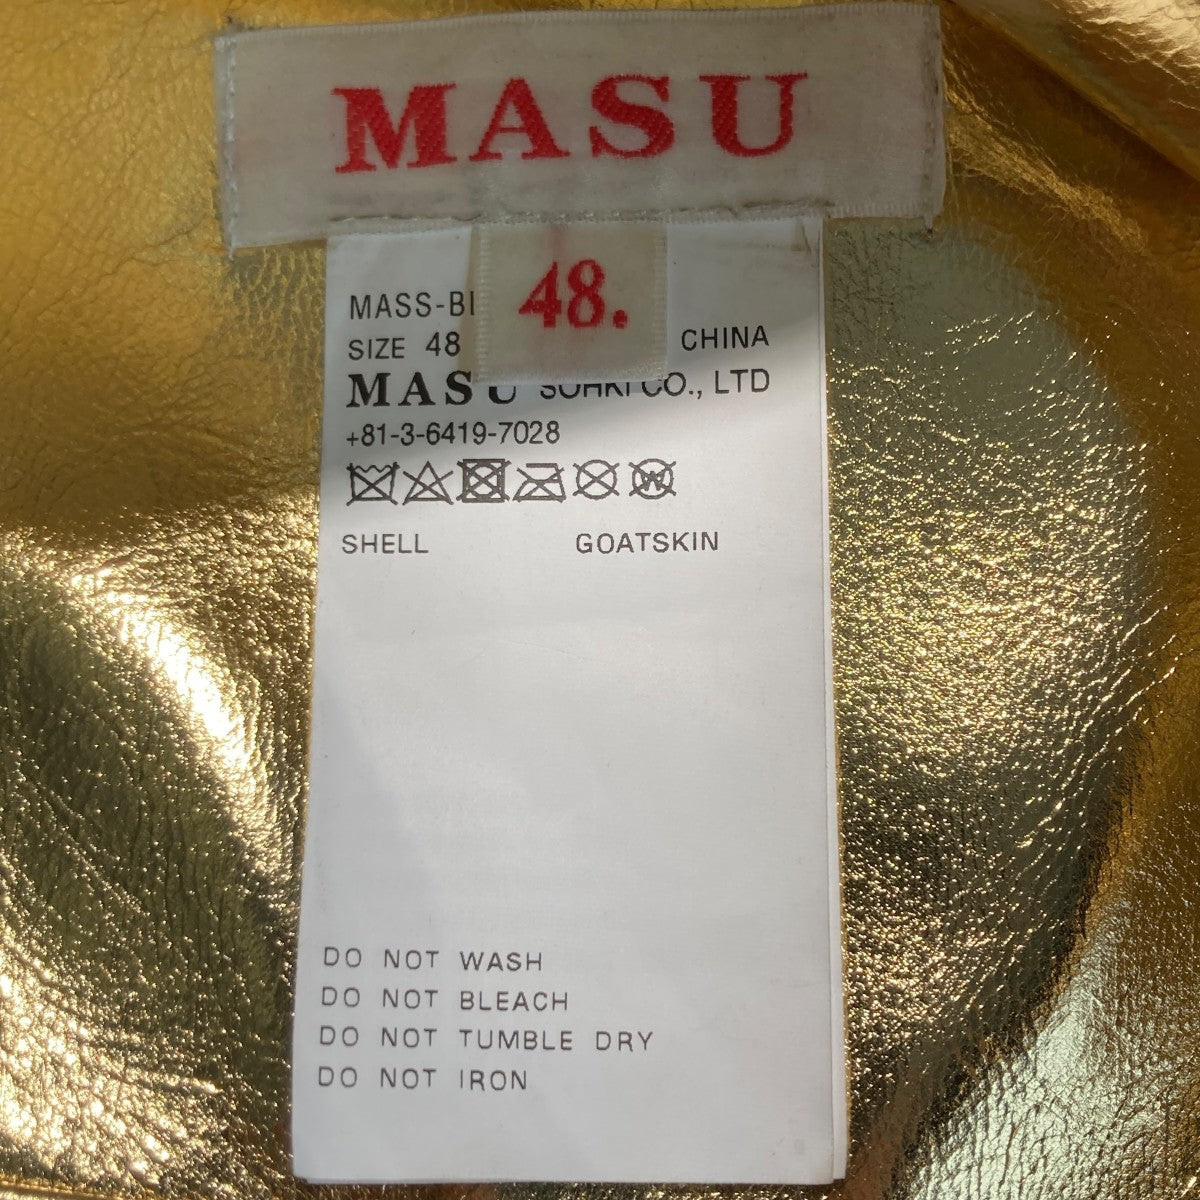 MASU
48.
MASS-BI
SIZE 48 CHINA
MASU SOHKI CO., LTD
+81-3-6419-7028
SHELL GOATSKIN
DO NOT WASH
DO NOT BLEACH
DO NOT TUMBLE DRY
DO NOT IRON